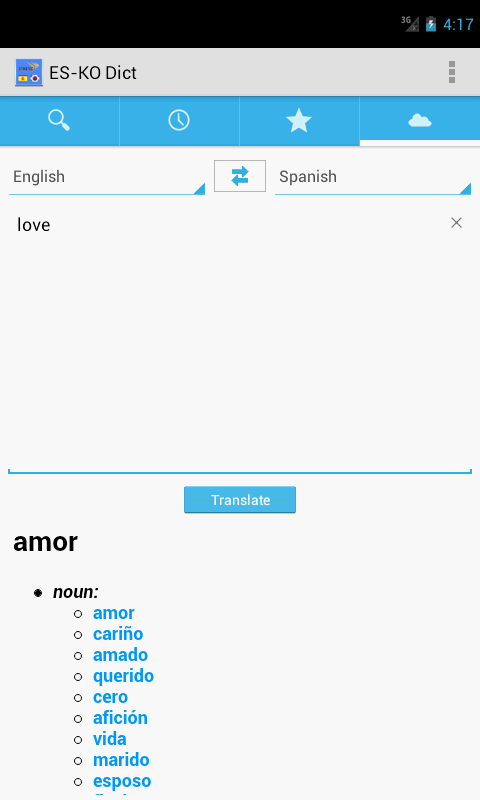 3G
4:17
ES-KO Dict
English
Spanish
love
Translate
amor
noun:
amor
cariño
amado
querido
cero
afición
vida
marido
esposo